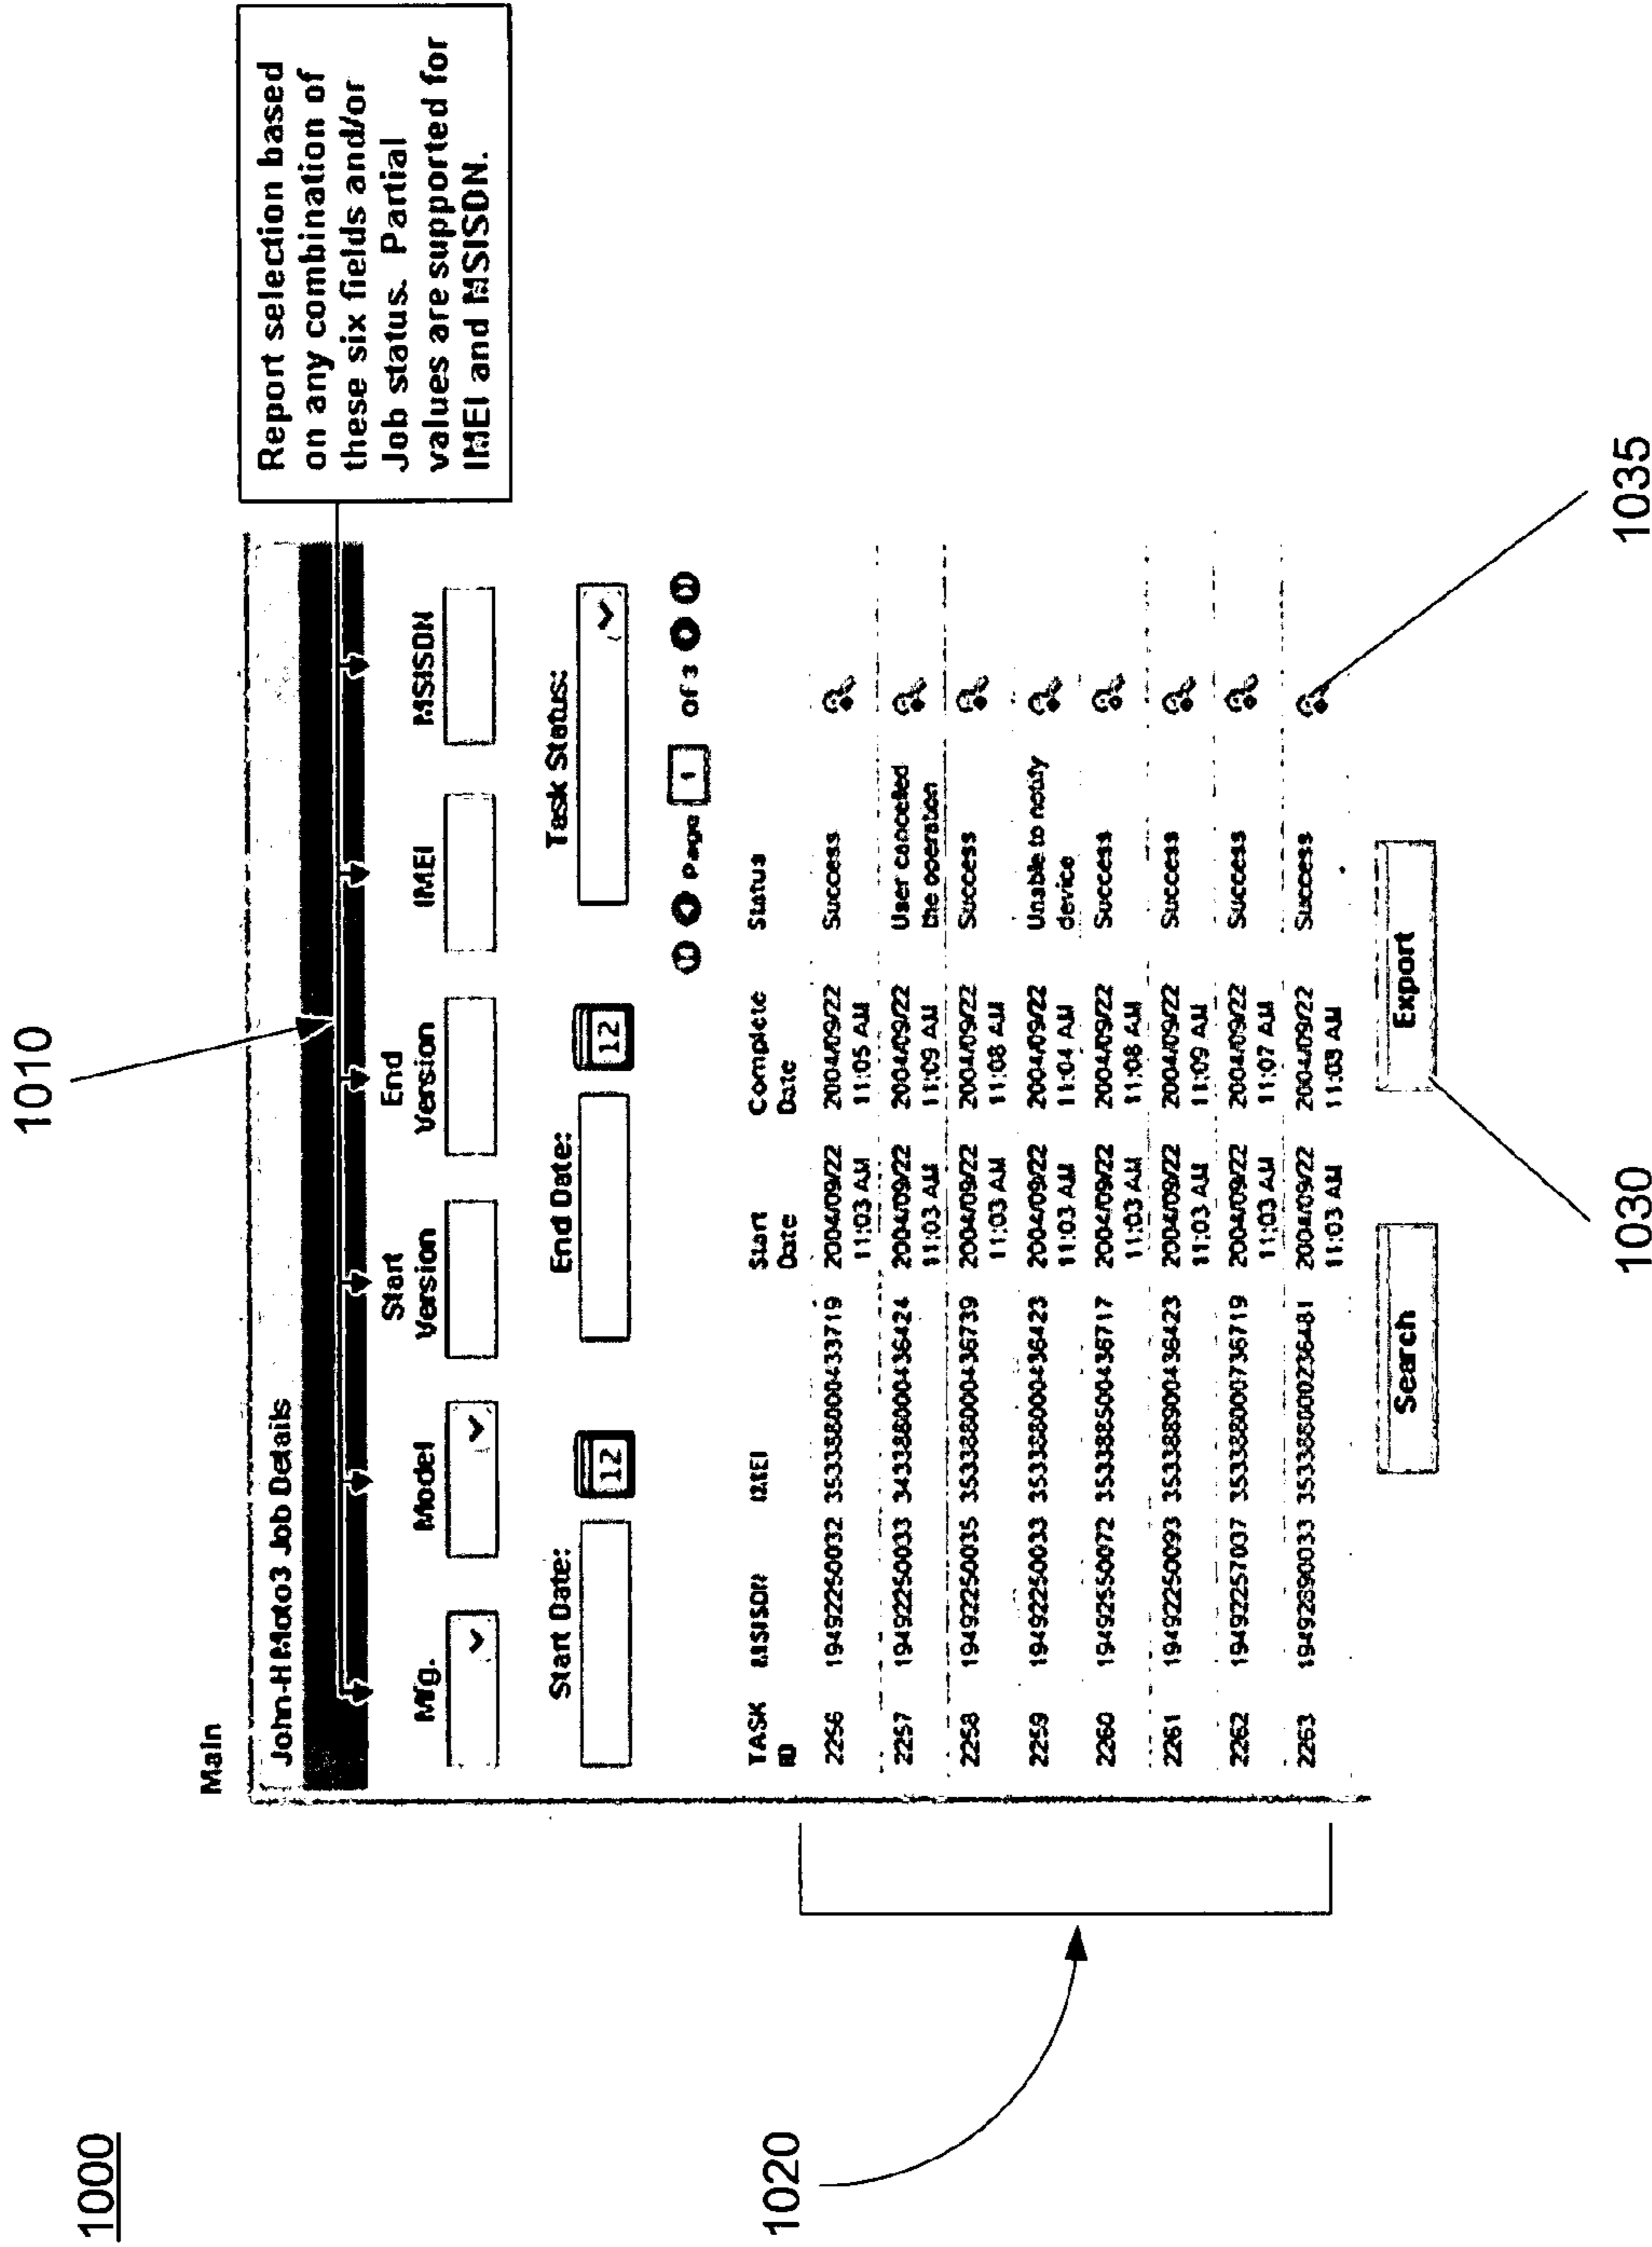 1000
1010
Main
John-HMoto3 Job Details
Report selection based
on any combination of
these six fields and/or
Job status. Partial
values are supported for
IMEI and MSISDN.
Mfg. Model Start Version End Version IMEI MSISDN
Start Date: End Date: Task Status:
12 12
Page 1 of 3
TASK ID MSISDN IMEI Start Date Complete Date Status
2256 19492250032 353388000433719 2004/09/22 11:03 AM 2004/09/22 11:05 AM Success
2257 19492250033 343388000436424 2004/09/22 11:03 AM 2004/09/22 11:09 AM User cancelled the operation
2258 19492250035 353388000436739 2004/09/22 11:03 AM 2004/09/22 11:08 AM Success
2259 19492250033 353388000436423 2004/09/22 11:03 AM 2004/09/22 11:04 AM Unable to notify device
2260 19492550072 353388500436717 2004/09/22 11:03 AM 2004/09/22 11:08 AM Success
2261 19492250093 353388900436423 2004/09/22 11:03 AM 2004/09/22 11:09 AM Success
2262 19492257007 353388000736719 2004/09/22 11:03 AM 2004/09/22 11:07 AM Success
2263 19492890033 353388000236481 2004/09/22 11:03 AM 2004/09/22 11:03 AM Success
Search Export
1020
1030
1035